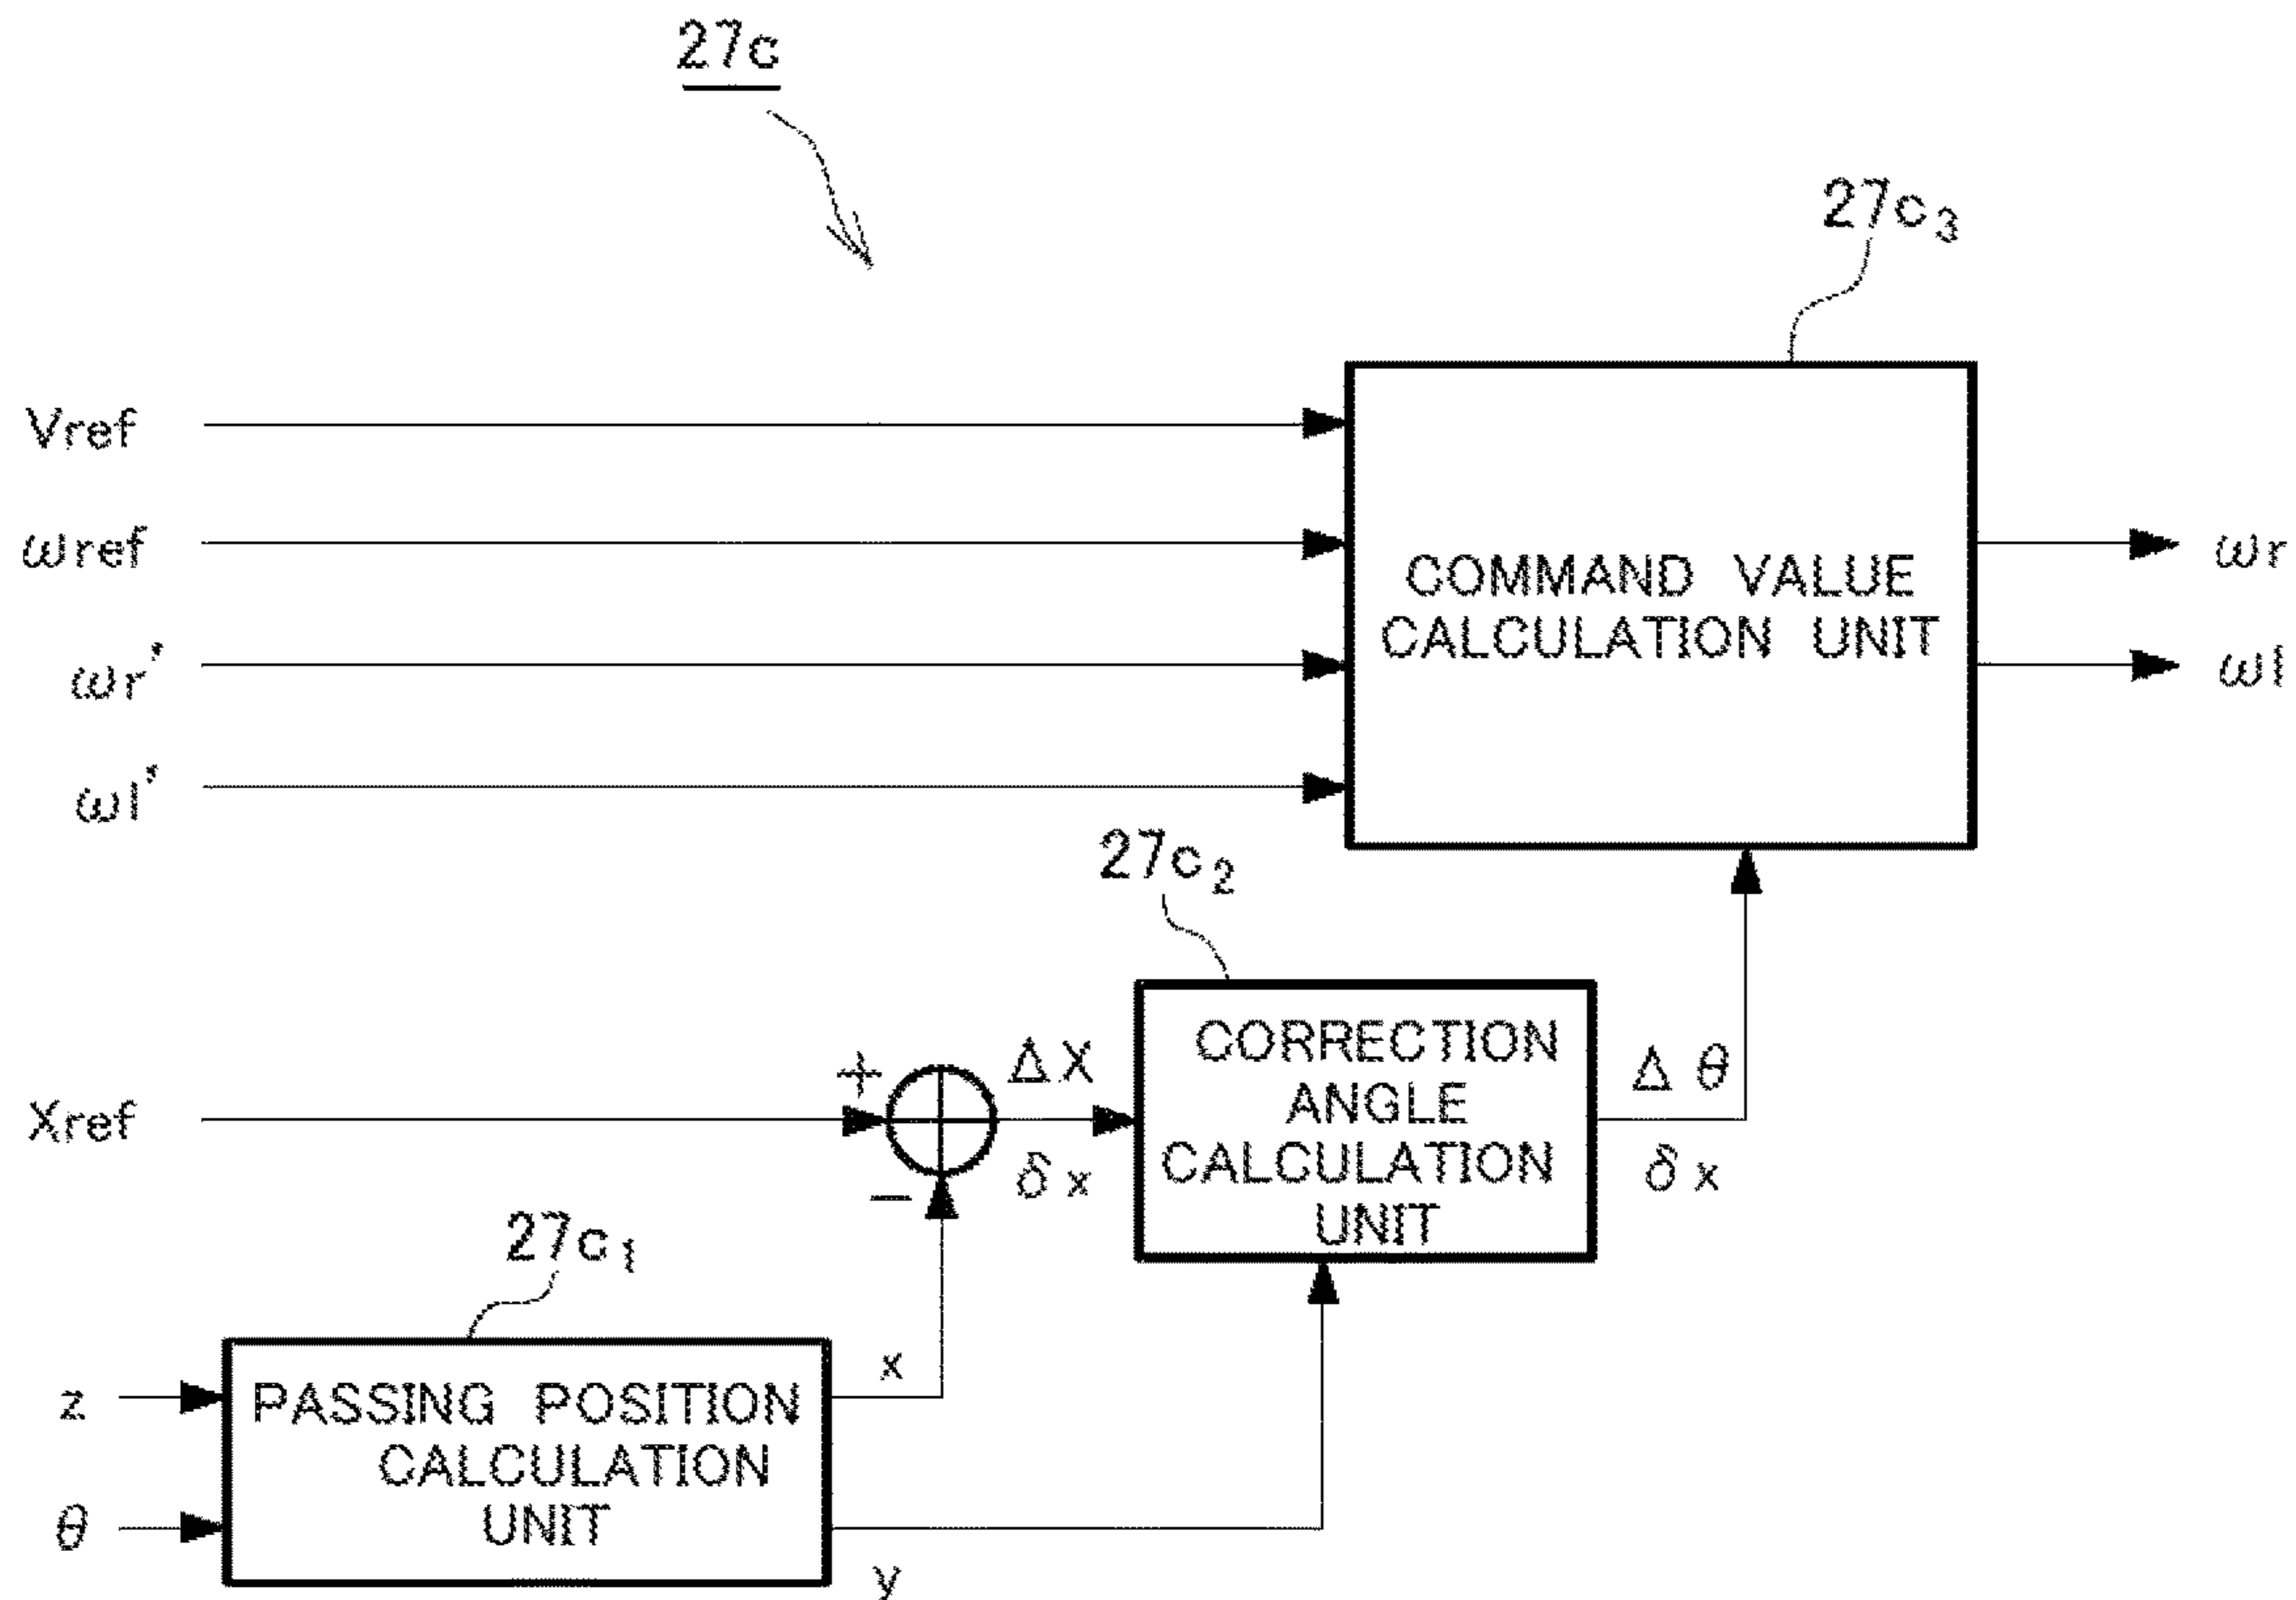 27c
27c3
Vref
ωref
ωr'
ωl'
COMMAND VALUE
CALCULATION UNIT
ωr
ωl
27c2
Xref
+
−
ΔX
δx
CORRECTION
ANGLE
CALCULATION
UNIT
Δθ
δx
27c1
z
θ
PASSING POSITION
CALCULATION
UNIT
x
y